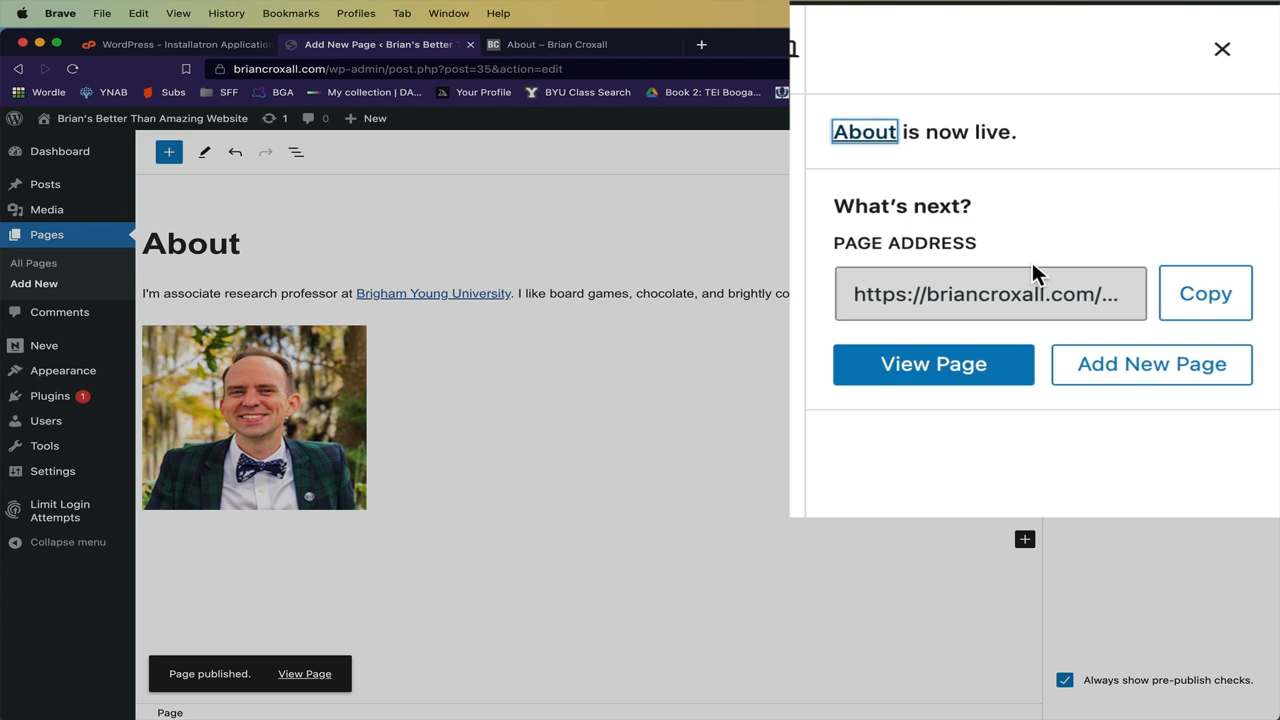 Brave File Edit View History Bookmarks Profiles Tab Window Help
WordPress - Installatron Applicatio
Add New Page ‹ Brian's Better
BC About – Brian Croxall
briancroxall.com/wp-admin/post.php?post=35&action=edit
Wordle YNAB Subs SFF BGA My collection | DA... Your Profile BYU Class Search Book 2: TEI Booga...
Brian's Better Than Amazing Website 1 0 New
Dashboard
Posts
Media
Pages
All Pages
Add New
Comments
Neve
Appearance
Plugins 1
Users
Tools
Settings
Limit Login
Attempts
Collapse menu
About
I'm associate research professor at Brigham Young University. I like board games, chocolate, and brightly co
Page published. View Page
Page
About is now live.
What's next?
PAGE ADDRESS
https://briancroxall.com/...
Copy
View Page
Add New Page
Always show pre-publish checks.